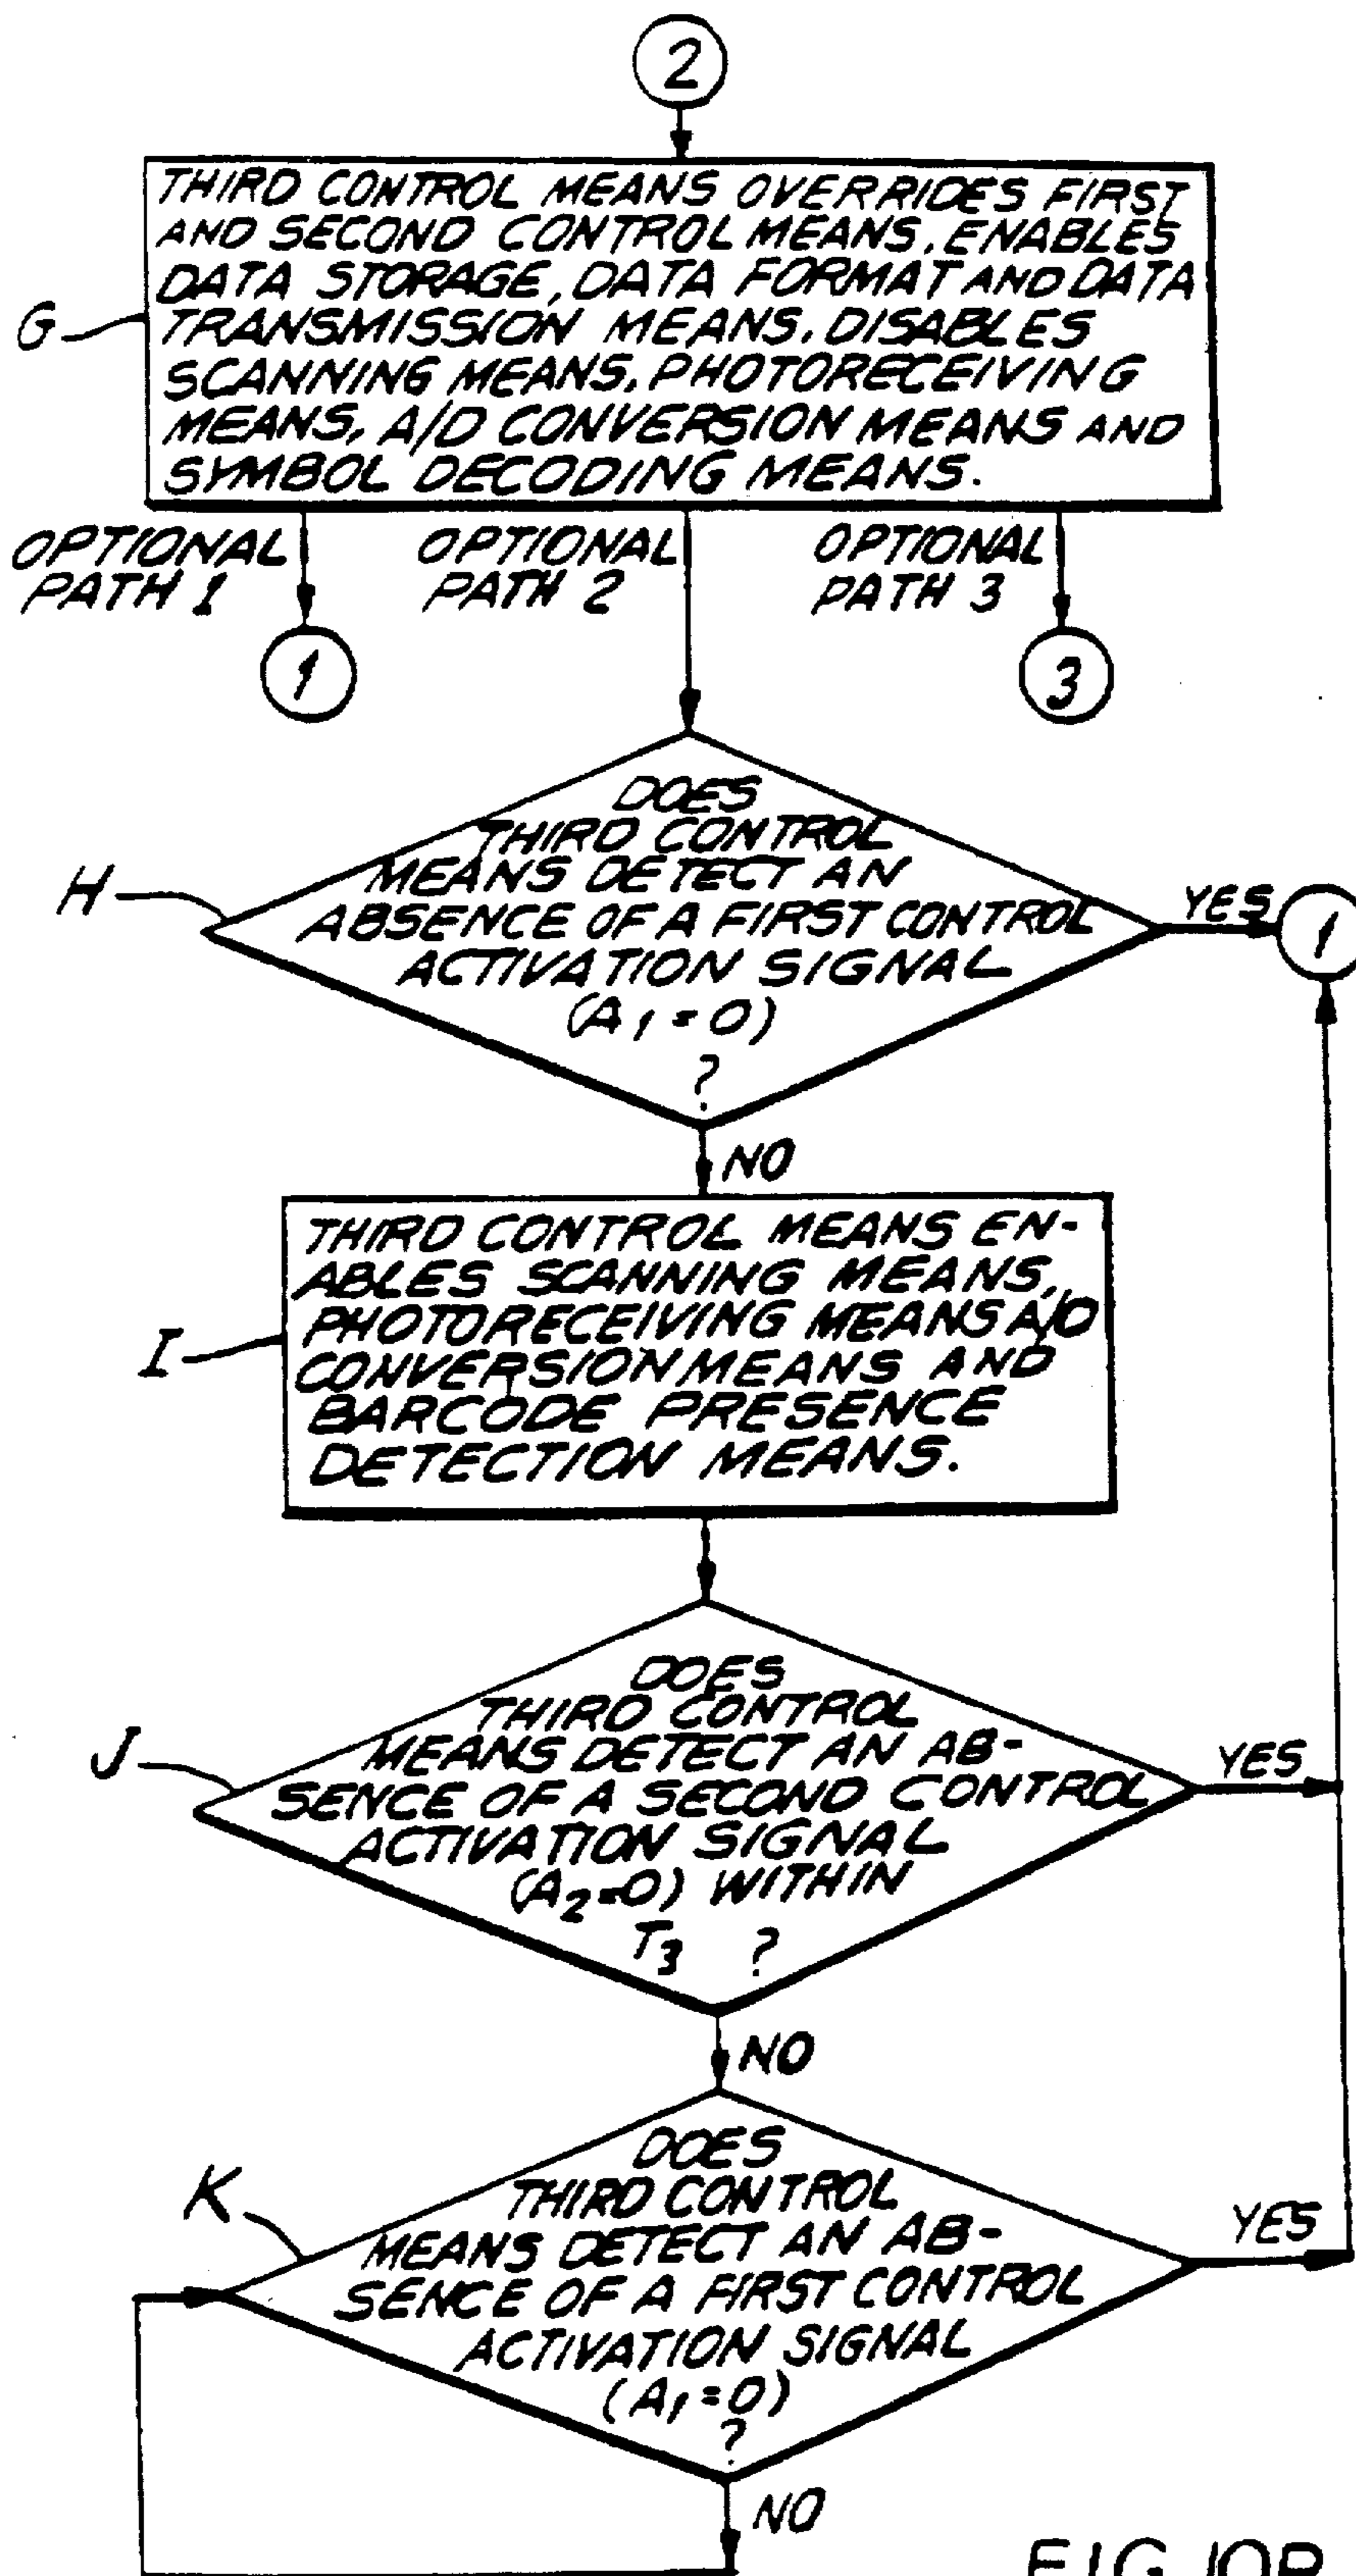 2
THIRD CONTROL MEANS OVERRIDES FIRST
AND SECOND CONTROL MEANS, ENABLES
DATA STORAGE, DATA FORMAT AND DATA
TRANSMISSION MEANS, DISABLES
SCANNING MEANS, PHOTORECEIVING
MEANS, A/D CONVERSION MEANS AND
SYMBOL DECODING MEANS.
G
OPTIONAL
PATH 1
OPTIONAL
PATH 2
OPTIONAL
PATH 3
1
3
DOES
THIRD CONTROL
MEANS DETECT AN
ABSENCE OF A FIRST CONTROL
ACTIVATION SIGNAL
(A1=0)
?
H
YES
1
NO
THIRD CONTROL MEANS EN-
ABLES SCANNING MEANS,
PHOTORECEIVING MEANS A/D
CONVERSION MEANS AND
BARCODE PRESENCE
DETECTION MEANS.
I
DOES
THIRD CONTROL
MEANS DETECT AN AB-
SENCE OF A SECOND CONTROL
ACTIVATION SIGNAL
(A2=0) WITHIN
T3 ?
J
YES
NO
DOES
THIRD CONTROL
MEANS DETECT AN AB-
SENCE OF A FIRST CONTROL
ACTIVATION SIGNAL
(A1=0)
?
K
YES
NO
FIG. 10B